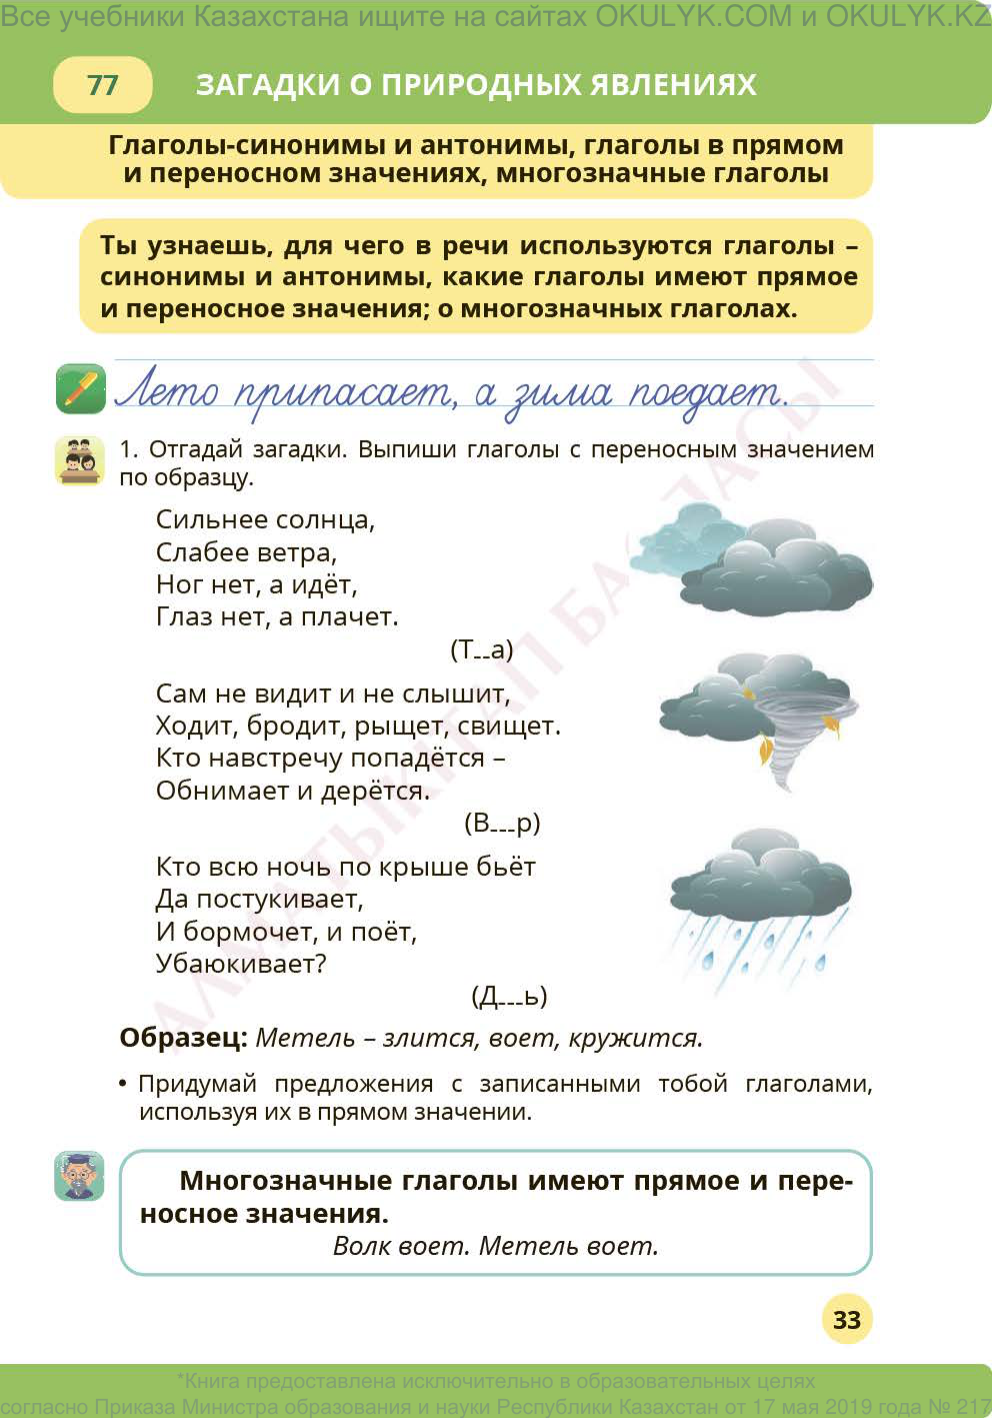 Все учебники Казахстана ищите на сайтах OKULYK.COM и OKULYK.KZ
77
ЗАГАДКИ О ПРИРОДНЫХ ЯВЛЕНИЯХ
Глаголы-синонимы и антонимы, глаголы в прямом
и переносном значениях, многозначные глаголы
Ты узнаешь, для чего в речи используются глаголы –
синонимы и антонимы, какие глаголы имеют прямое
и переносное значения; о многозначных глаголах.
Лето припасает, а зима поедает.
1. Отгадай загадки. Выпиши глаголы с переносным значением
по образцу.
Сильнее солнца,
Слабее ветра,
Ног нет, а идёт,
Глаз нет, а плачет.
(Т--а)
Сам не видит и не слышит,
Ходит, бродит, рыщет, свищет.
Кто навстречу попадётся –
Обнимает и дерётся.
(В---р)
Кто всю ночь по крыше бьёт
Да постукивает,
И бормочет, и поёт,
Убаюкивает?
(Д---ь)
Образец: Метель – злится, воет, кружится.
• Придумай предложения с записанными тобой глаголами,
используя их в прямом значении.
Многозначные глаголы имеют прямое и пере-
носное значения.
Волк воет. Метель воет.
33
АЛМАТЫКІТАП БАСПАСЫ
*Книга предоставлена исключительно в образовательных целях
согласно Приказа Министра образования и науки Республики Казахстан от 17 мая 2019 года № 217